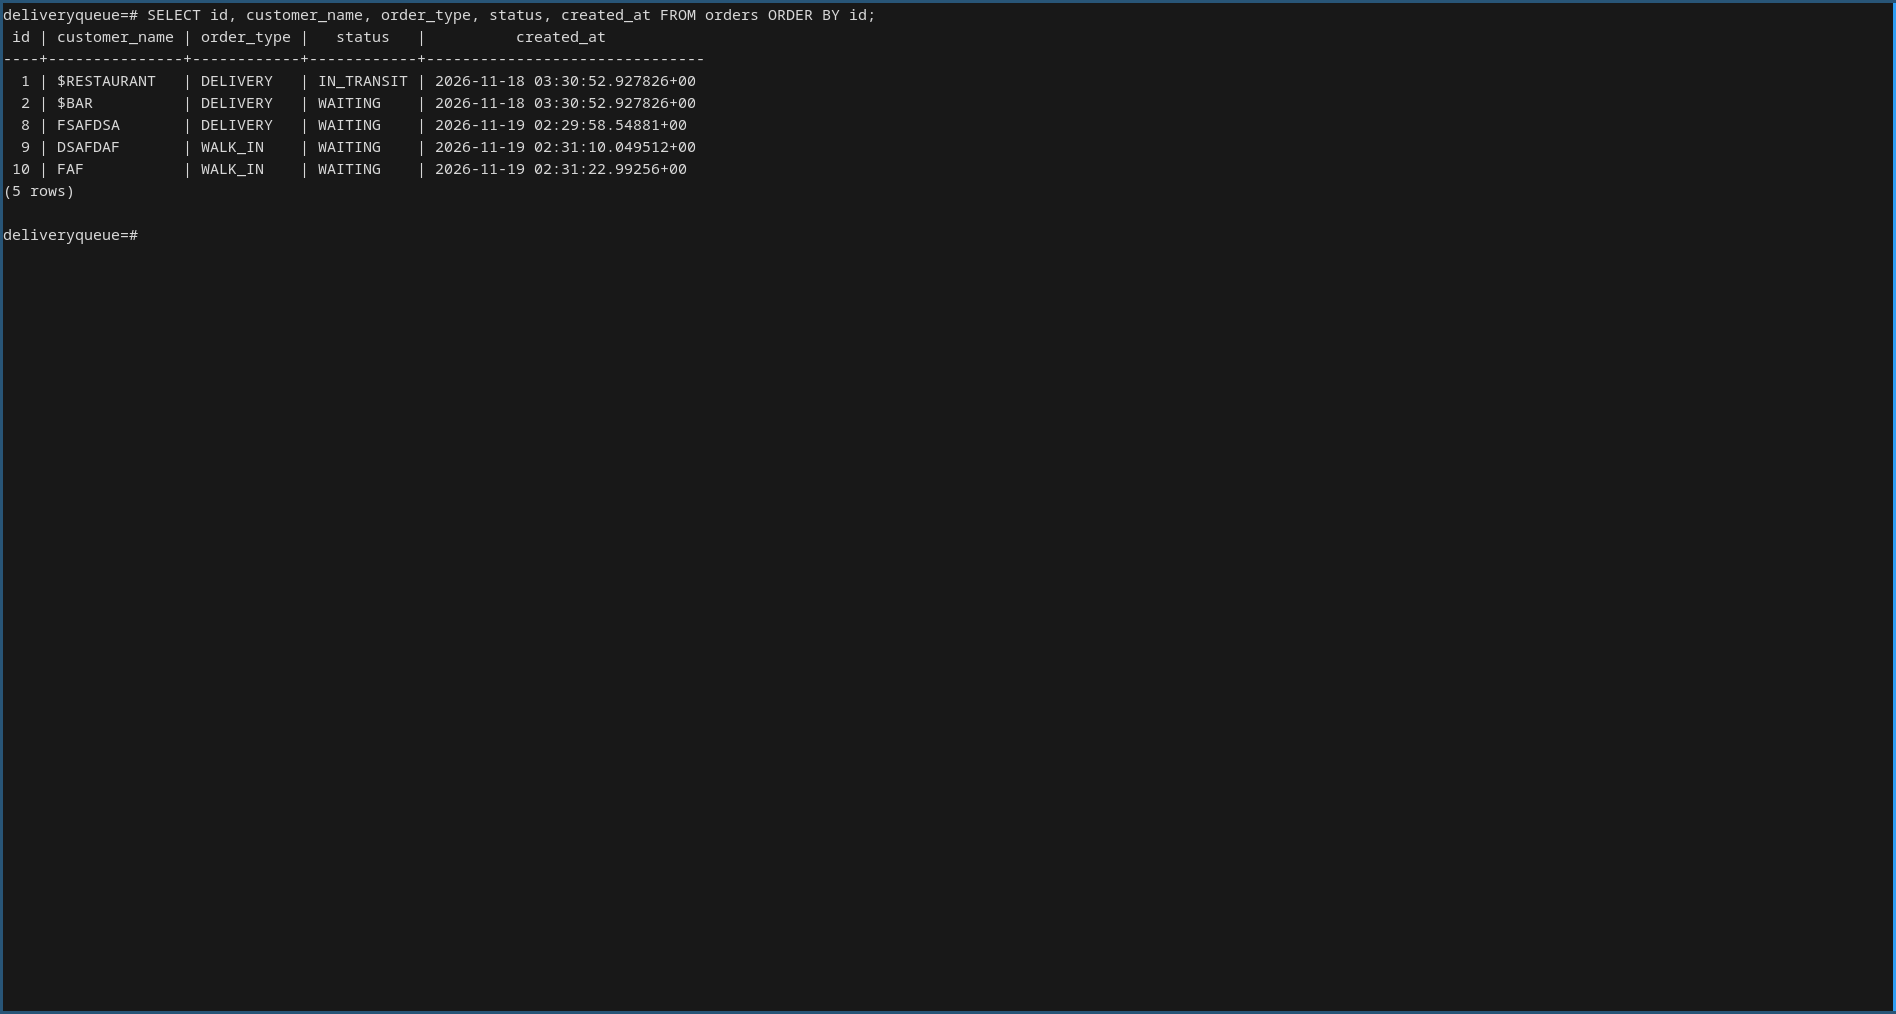 deliveryqueue=# SELECT id, customer_name, order_type, status, created_at FROM orders ORDER BY id;
 id | customer_name | order_type |   status   |          created_at
----+---------------+------------+------------+-------------------------------
  1 | $RESTAURANT   | DELIVERY   | IN_TRANSIT | 2026-11-18 03:30:52.927826+00
  2 | $BAR          | DELIVERY   | WAITING    | 2026-11-18 03:30:52.927826+00
  8 | FSAFDSA       | DELIVERY   | WAITING    | 2026-11-19 02:29:58.54881+00
  9 | DSAFDAF       | WALK_IN    | WAITING    | 2026-11-19 02:31:10.049512+00
 10 | FAF           | WALK_IN    | WAITING    | 2026-11-19 02:31:22.99256+00
(5 rows)
deliveryqueue=#